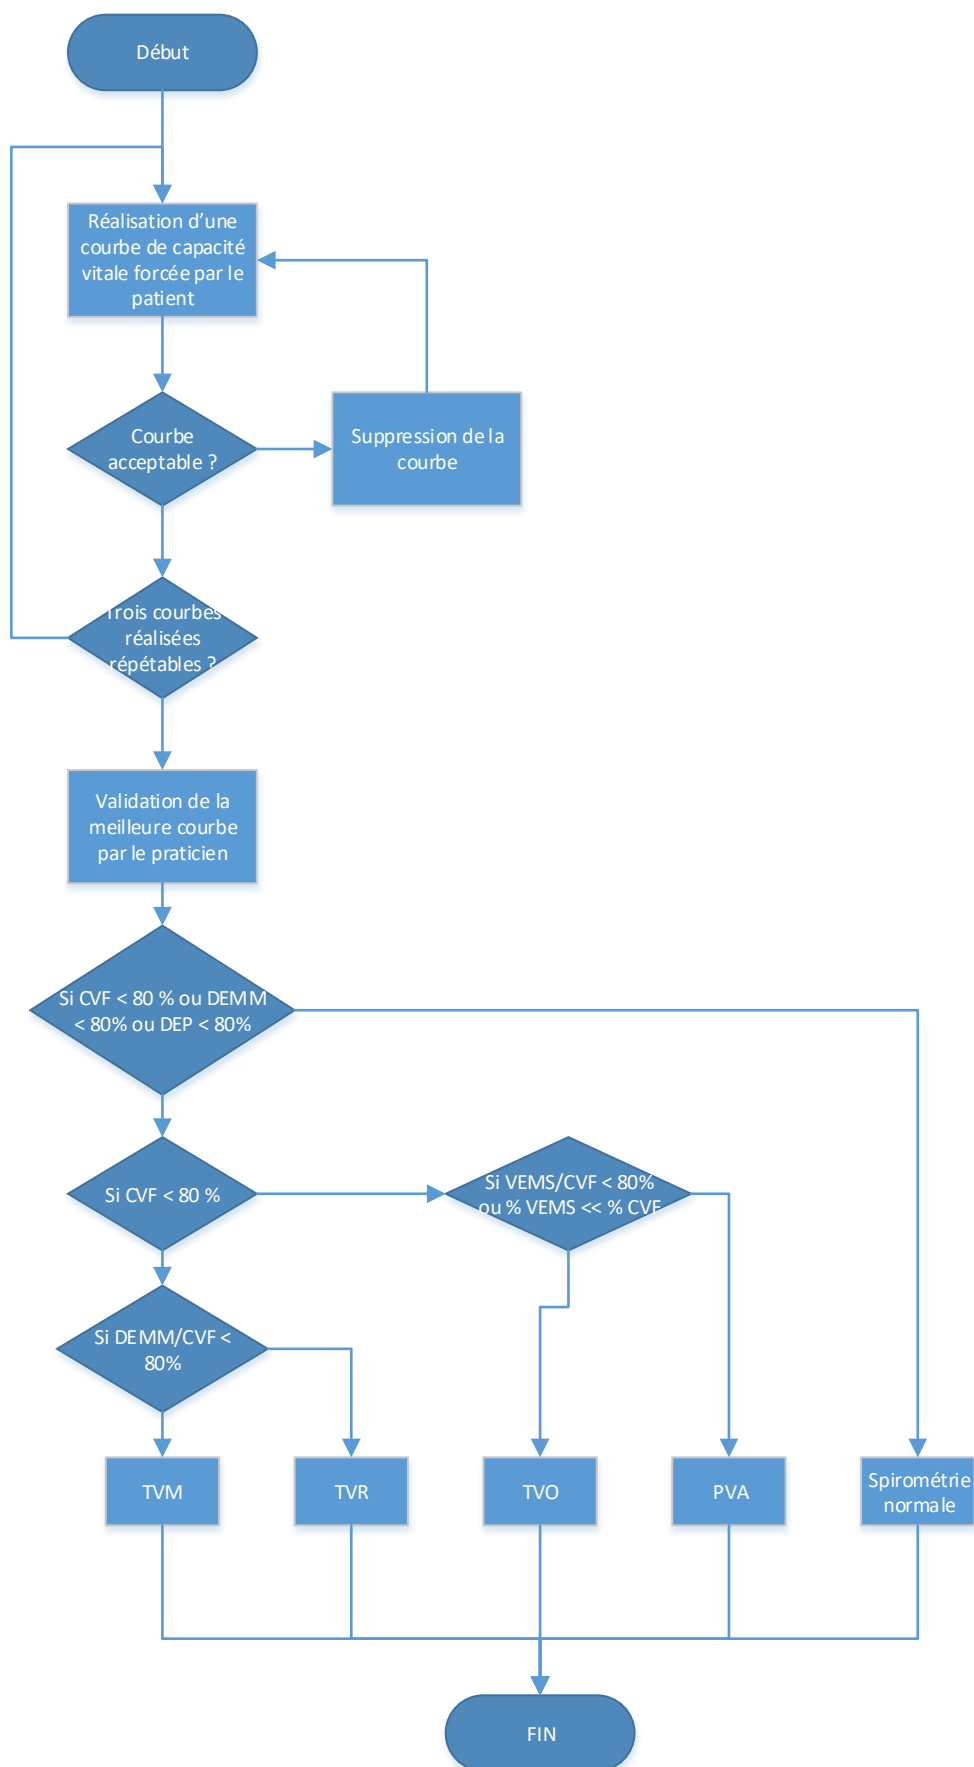 Début
Réalisation d’une
courbe de capacité
vitale forcée par le
patient
Courbe
acceptable ?
Suppression de la
courbe
Trois courbes
réalisées
répétables ?
Validation de la
meilleure courbe
par le praticien
Si CVF < 80 % ou DEMM
< 80% ou DEP < 80%
Si CVF < 80 %
Si VEMS/CVF < 80%
ou % VEMS << % CVF
Si DEMM/CVF <
80%
TVM
TVR
TVO
PVA
Spirométrie
normale
FIN